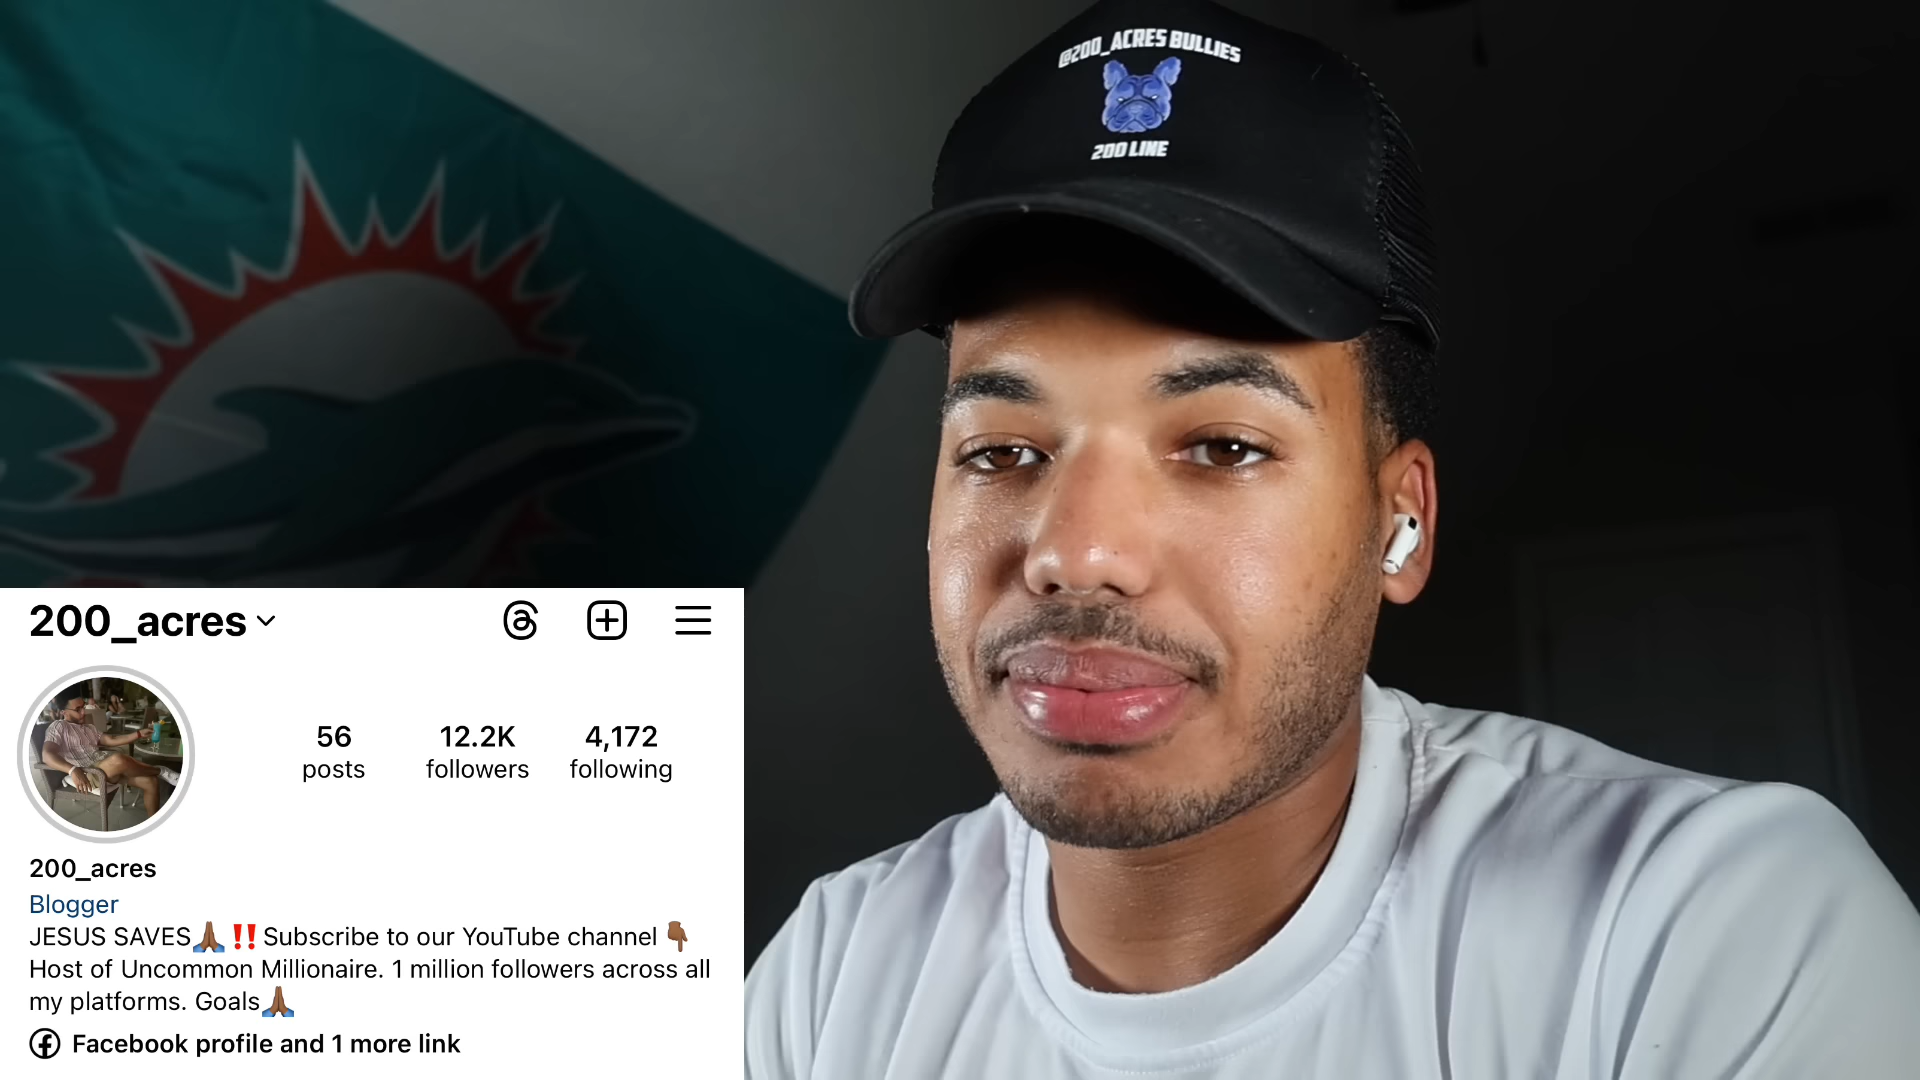 @200_ACRES BULLIES
200 LINE
200_acres
56
posts
12.2K
followers
4,172
following
200_acres
Blogger
JESUS SAVES🙏🏾‼️Subscribe to our YouTube channel 👇🏾
Host of Uncommon Millionaire. 1 million followers across all
my platforms. Goals🙏🏾
Facebook profile and 1 more link